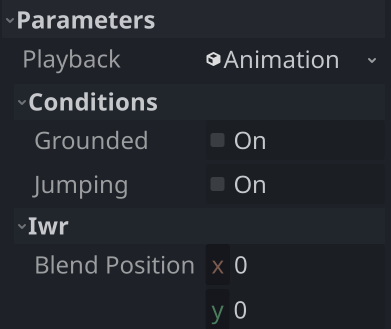 Parameters
Playback Animation
Conditions
Grounded On
Jumping On
Iwr
Blend Position x 0
y 0